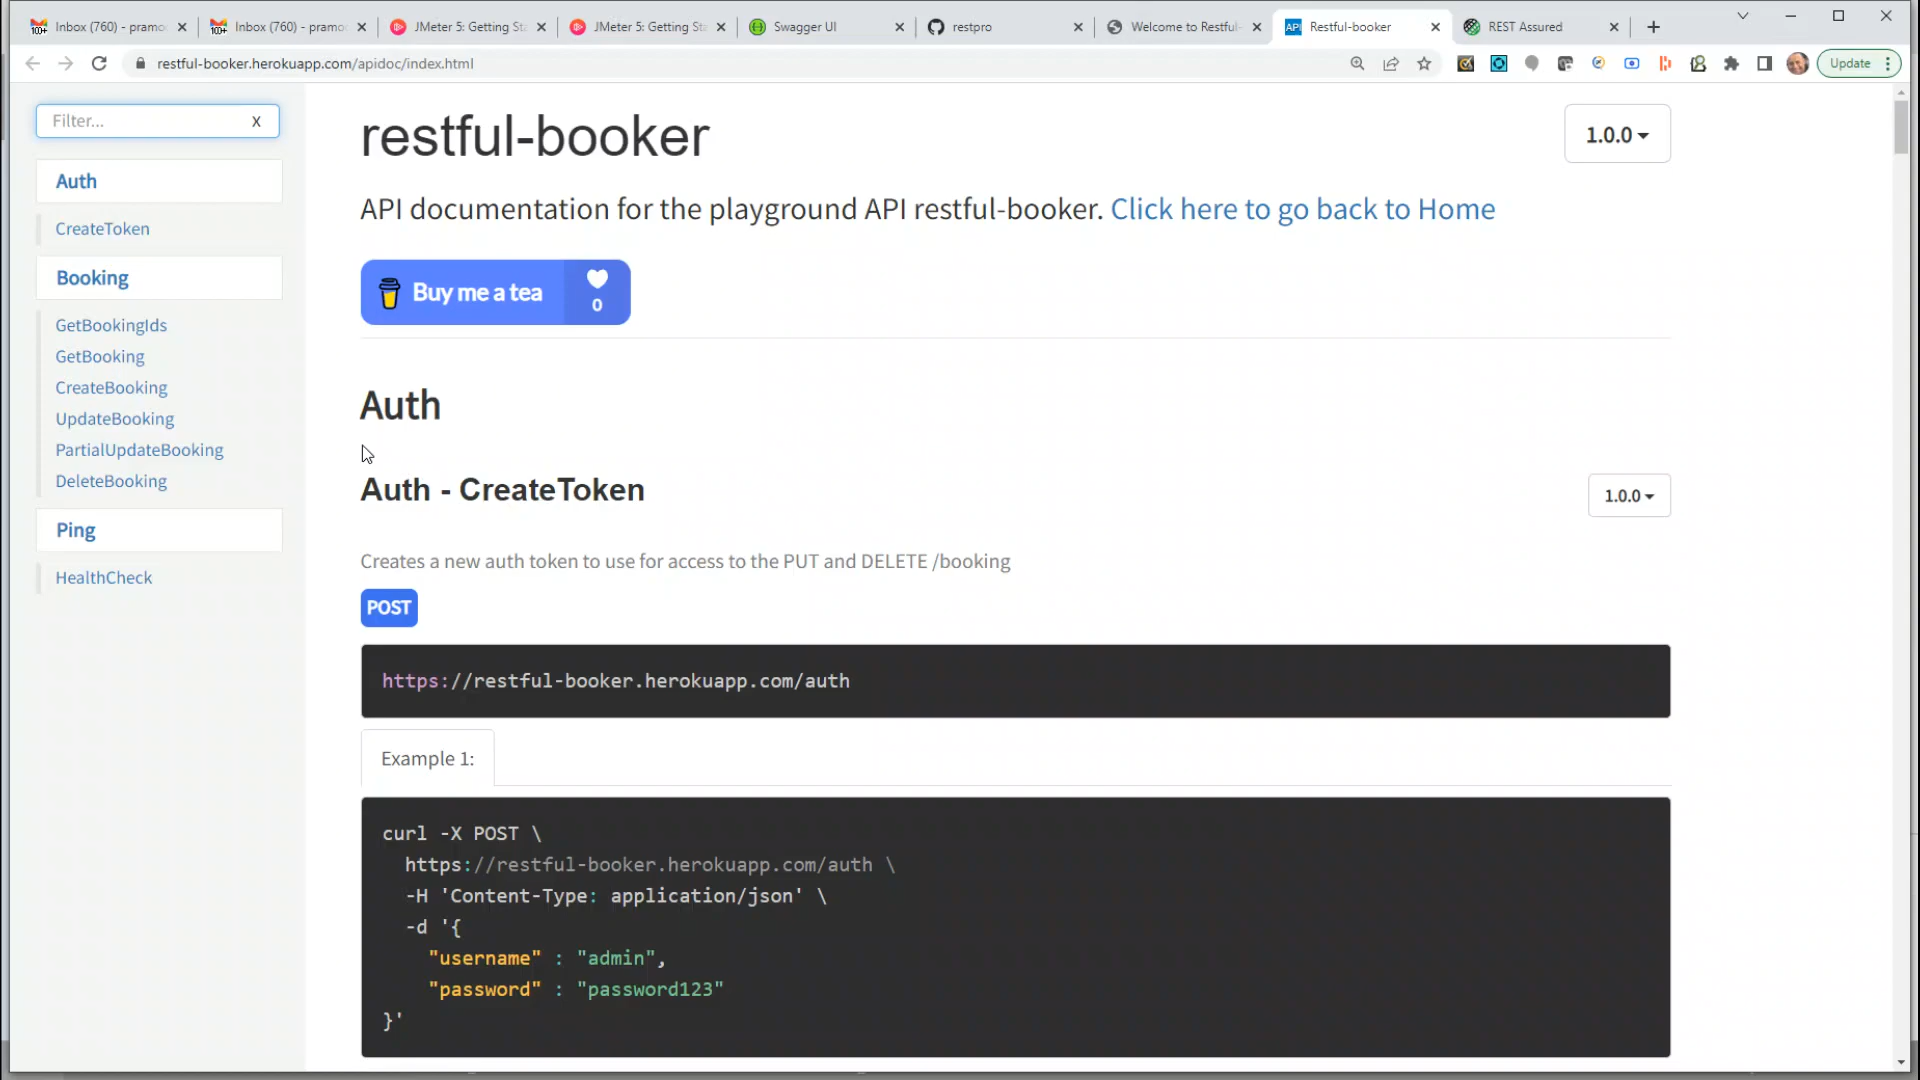 Inbox (760) - pramo
Inbox (760) - pramo
JMeter 5: Getting Sta
JMeter 5: Getting Sta
Swagger UI
restpro
Welcome to Restful-
API
Restful-booker
REST Assured
restful-booker.herokuapp.com/apidoc/index.html
Update
Filter...
X
Auth
CreateToken
Booking
GetBookingIds
GetBooking
CreateBooking
UpdateBooking
PartialUpdateBooking
DeleteBooking
Ping
HealthCheck
restful-booker
1.0.0
API documentation for the playground API restful-booker. Click here to go back to Home
Buy me a tea
0
Auth
Auth - CreateToken
1.0.0
Creates a new auth token to use for access to the PUT and DELETE /booking
POST
https://restful-booker.herokuapp.com/auth
Example 1:
curl -X POST \
https://restful-booker.herokuapp.com/auth \
-H 'Content-Type: application/json' \
-d '{
"username" : "admin",
"password" : "password123"
}'